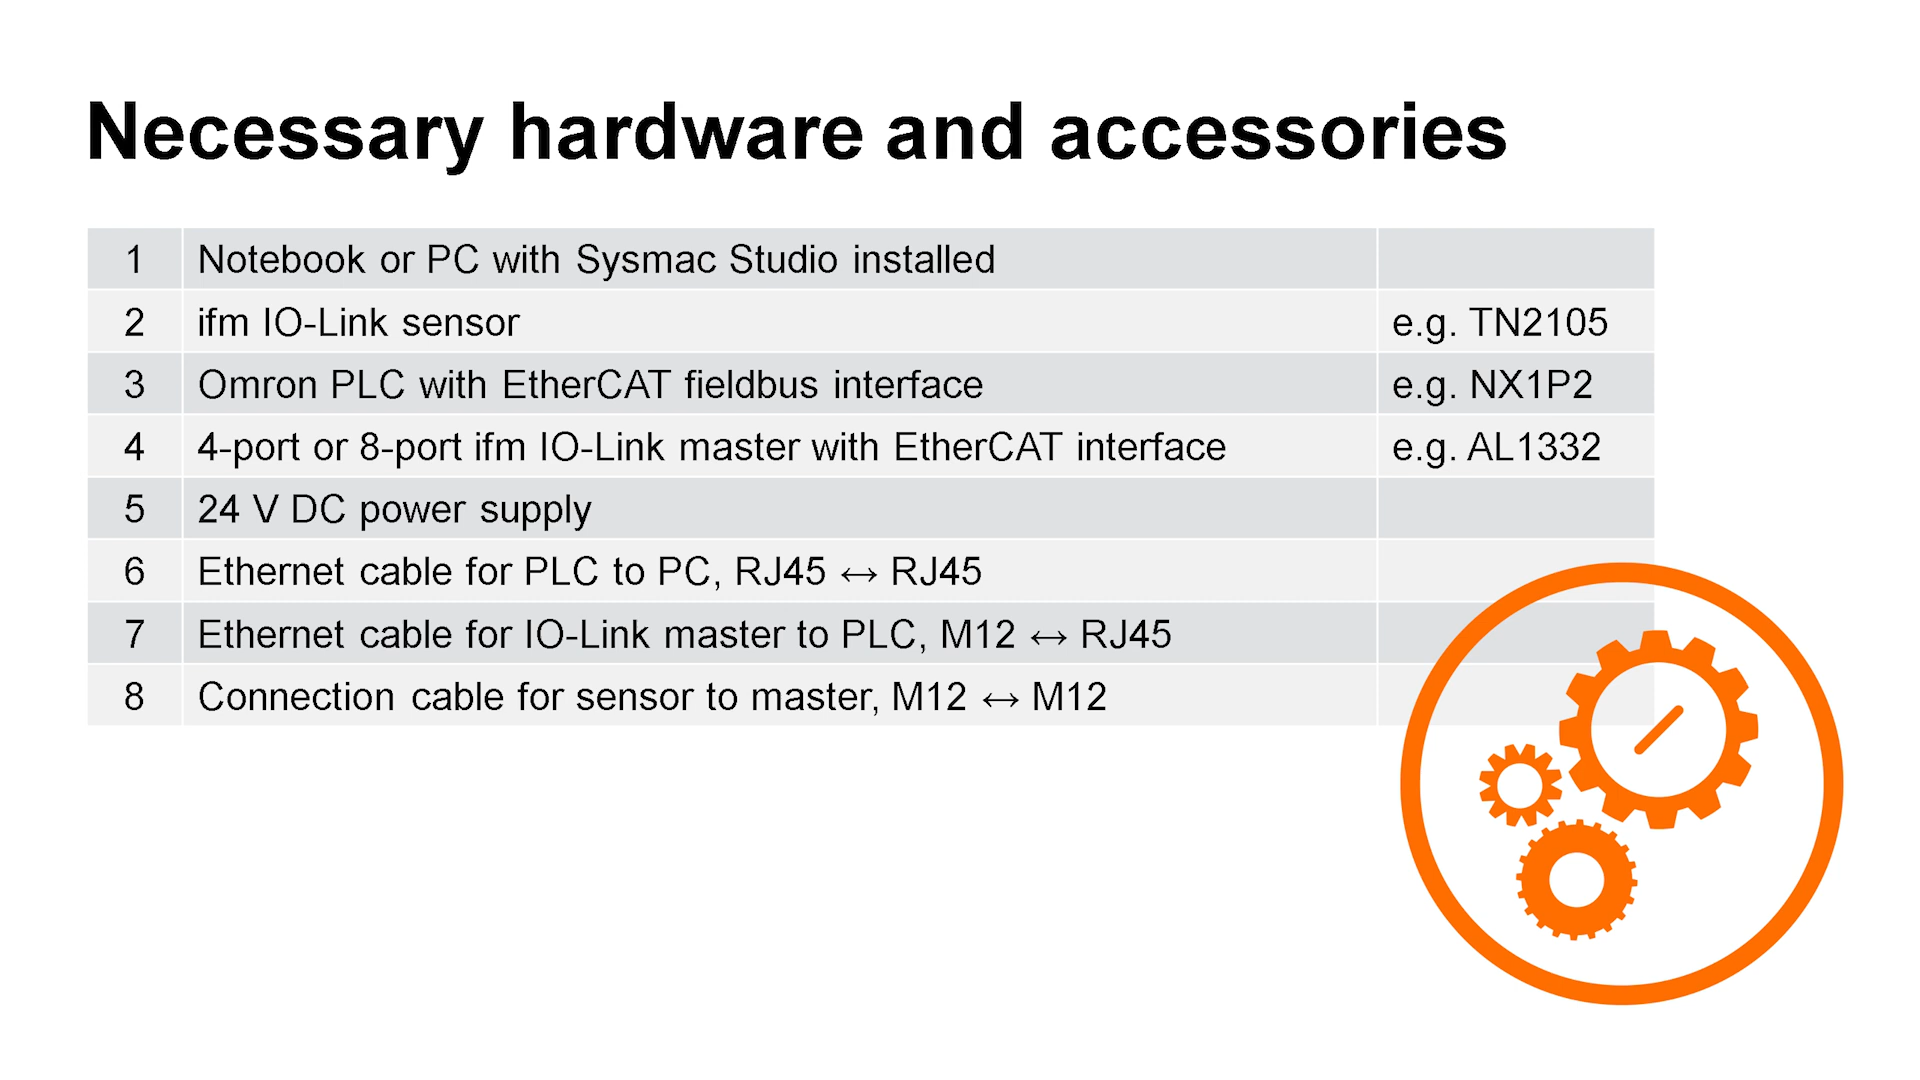 Necessary hardware and accessories
1 Notebook or PC with Sysmac Studio installed
2 ifm IO-Link sensor e.g. TN2105
3 Omron PLC with EtherCAT fieldbus interface e.g. NX1P2
4 4-port or 8-port ifm IO-Link master with EtherCAT interface e.g. AL1332
5 24 V DC power supply
6 Ethernet cable for PLC to PC, RJ45 ↔ RJ45
7 Ethernet cable for IO-Link master to PLC, M12 ↔ RJ45
8 Connection cable for sensor to master, M12 ↔ M12